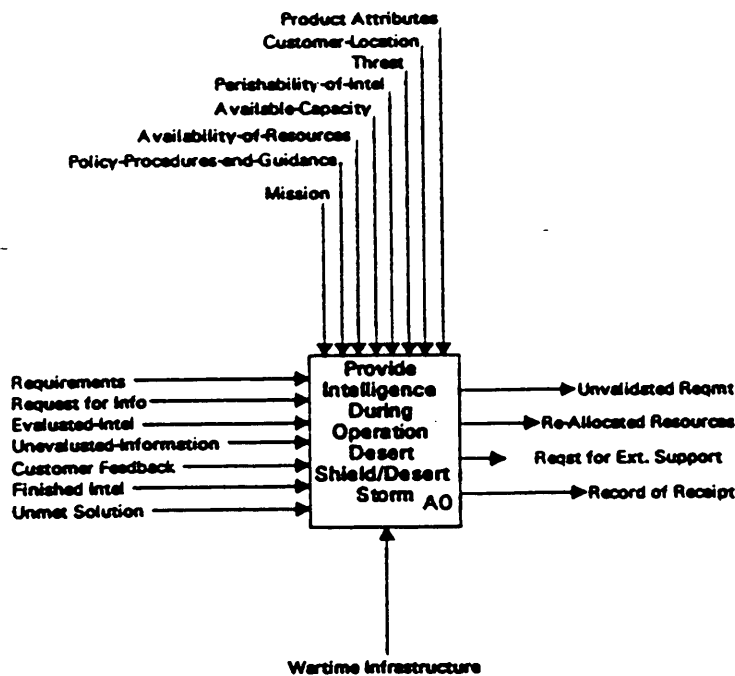 Product Attributes
Customer-Location
Threat
Perishability-of-Intel
Available-Capacity
Availability-of-Resources
Policy-Procedures-and-Guidance
Mission
Provide
Intelligence
During
Operation
Desert
Shield/Desert
Storm
A0
Requirements
Request for Info
Evaluated-Intel
Unevaluated-Information
Customer Feedback
Finished Intel
Unmet Solution
Unvalidated Reqmt
Re-Allocated Resources
Reqst for Ext. Support
Record of Receipt
Wartime Infrastructure